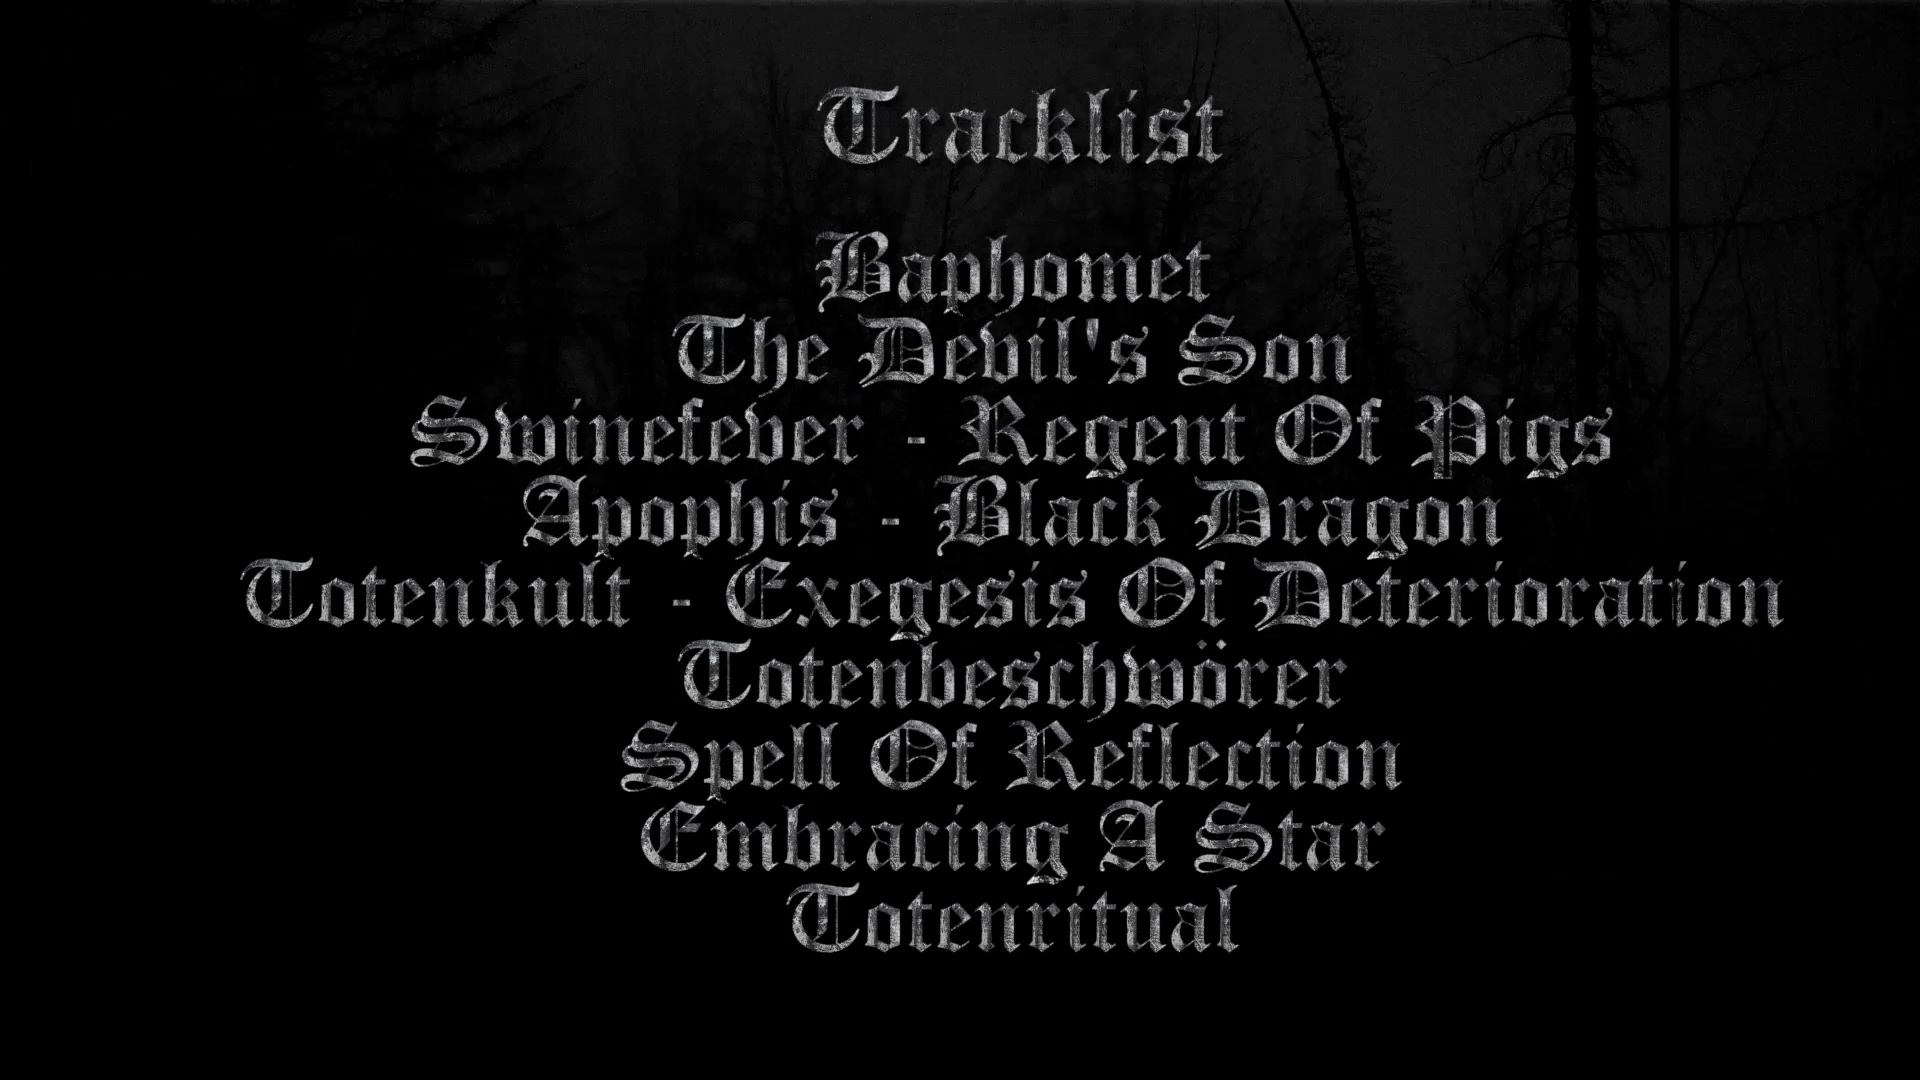 Tracklist
Baphomet
The Devil's Son
Swinefever - Regent Of Pigs
Apophis - Black Dragon
Totenkult - Exegesis Of Deterioration
Totenbeschwörer
Spell Of Reflection
Embracing A Star
Totenritual